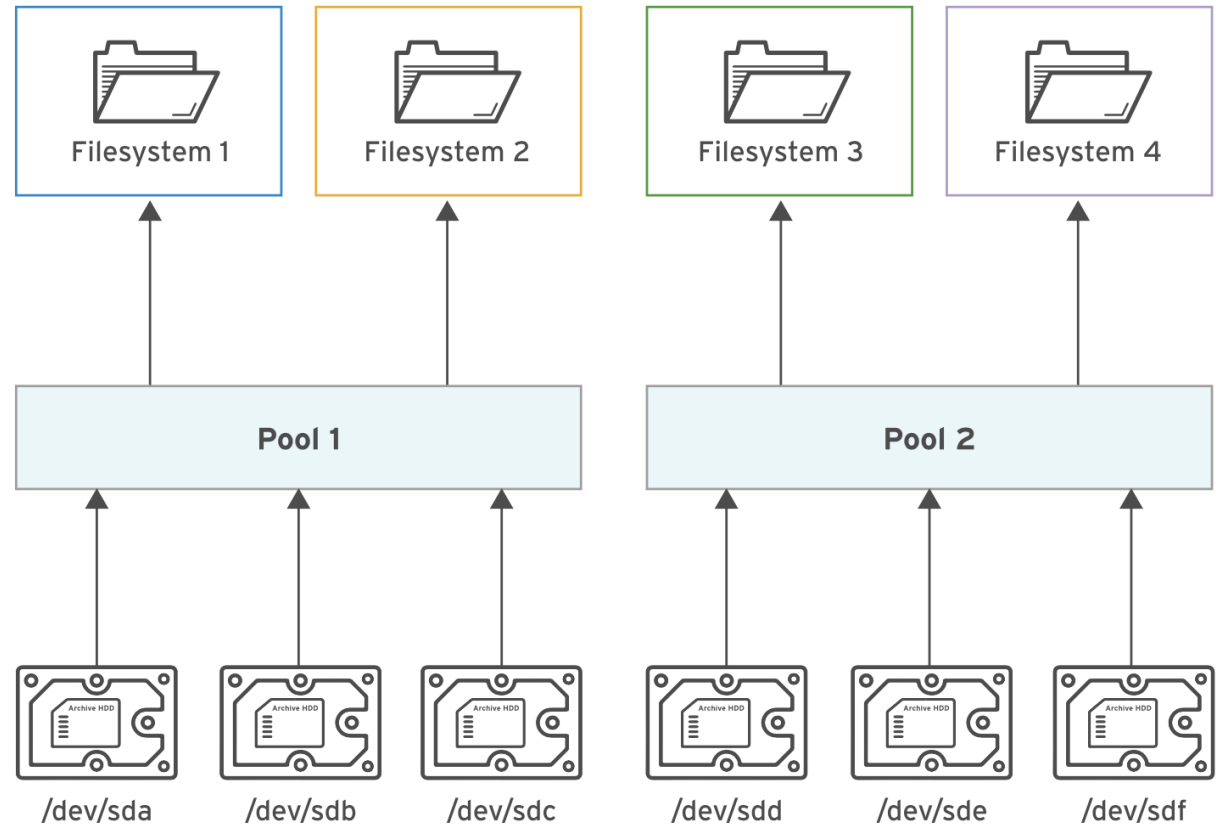 Filesystem 1
Filesystem 2
Filesystem 3
Filesystem 4
Pool 1
Pool 2
Archive HDD
Archive HDD
Archive HDD
Archive HDD
Archive HDD
Archive HDD
/dev/sda
/dev/sdb
/dev/sdc
/dev/sdd
/dev/sde
/dev/sdf